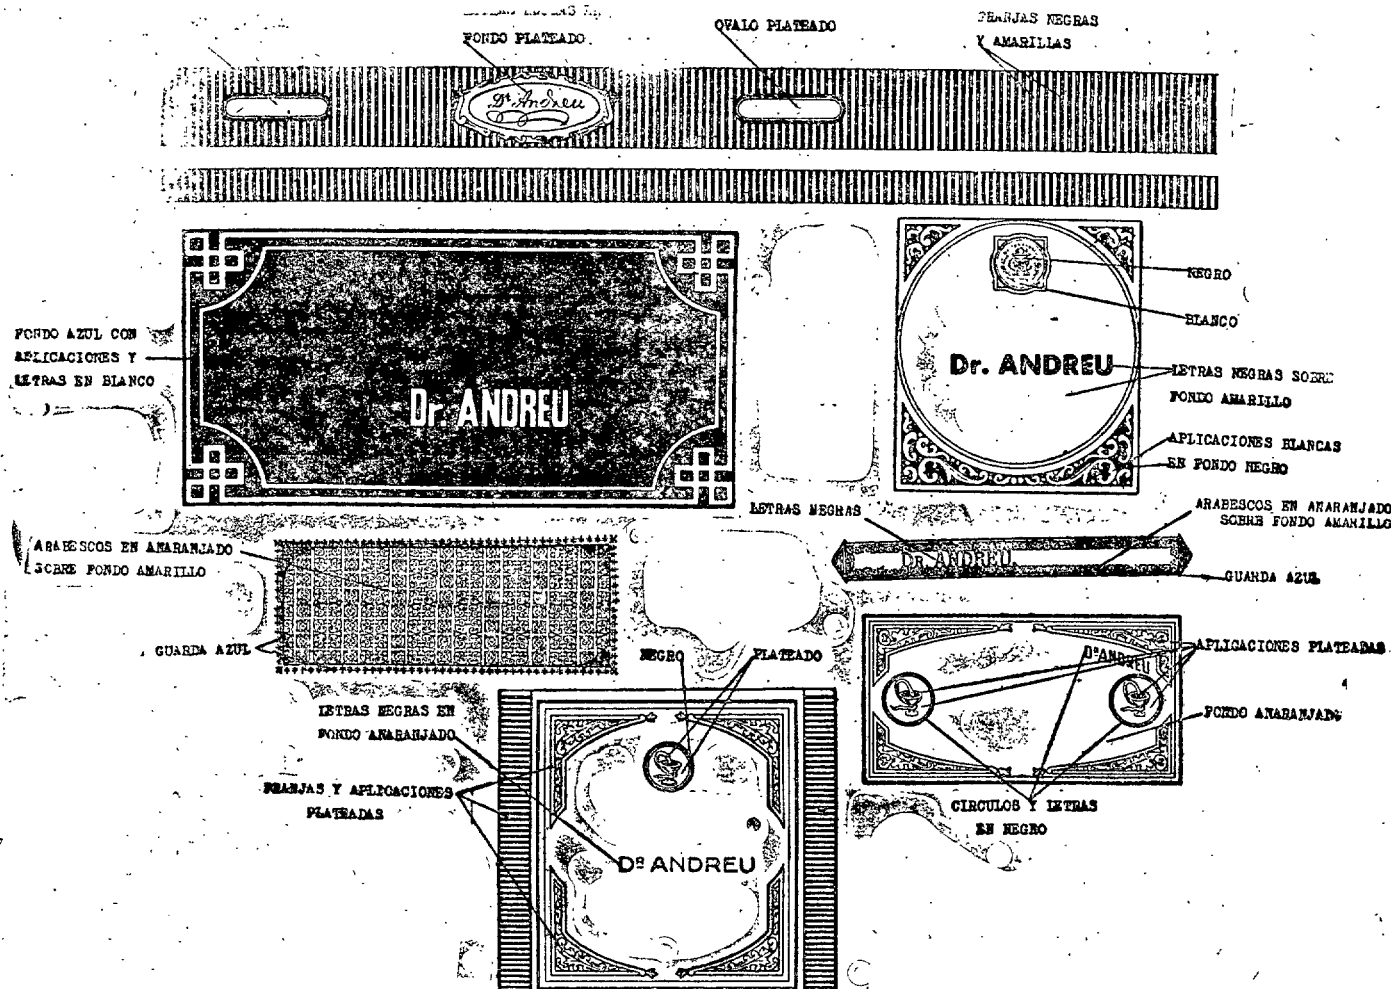 FONDO PLATEADO
OVALO PLATEADO
FRANJAS NEGRAS
Y AMARILLAS
Dr. Andreu
NEGRO
BLANCO
FONDO AZUL CON
APLICACIONES Y
LETRAS EN BLANCO
Dr. ANDREU
Dr. ANDREU
LETRAS NEGRAS SOBRE
FONDO AMARILLO
APLICACIONES BLANCAS
EN FONDO NEGRO
LETRAS NEGRAS
ARABESCOS EN ANARANJADO
SOBRE FONDO AMARILLO
DR. ANDREU
GUARDA AZUL
ARABESCOS EN ANARANJADO
SOBRE FONDO AMARILLO
GUARDA AZUL
NEGRO
PLATEADO
DR ANDREU
APLICACIONES PLATEADAS
FONDO ANARANJADO
CIRCULOS Y LETRAS
EN NEGRO
LETRAS NEGRAS EN
FONDO ANARANJADO
FRANJAS Y APLICACIONES
PLATEADAS
DR ANDREU